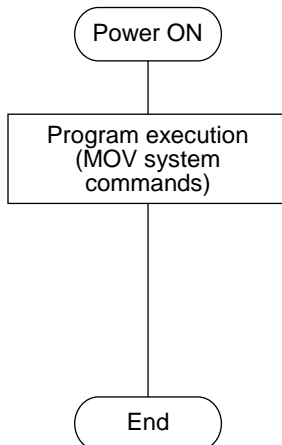 Power ON
Program execution
(MOV system
commands)
End